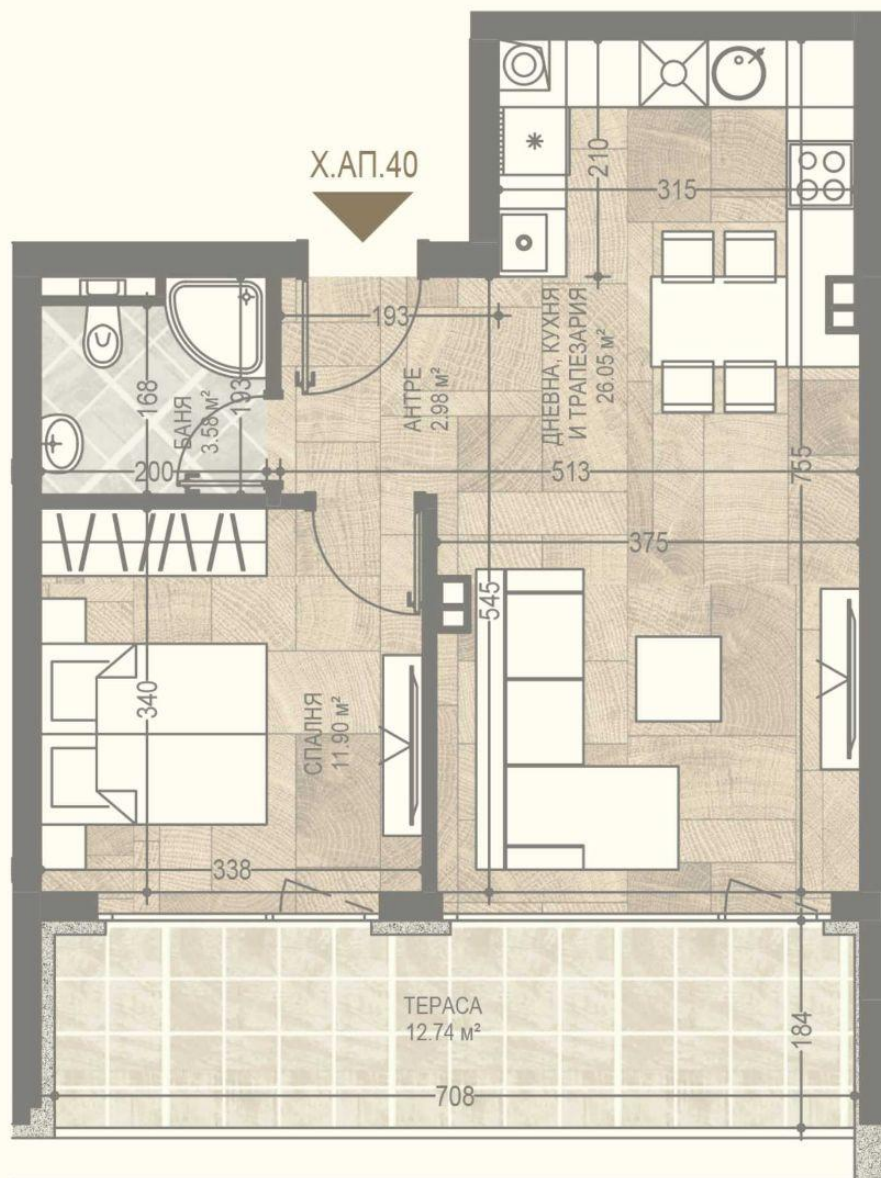 Х.АП.40
210
315
193
АНТРЕ
2.98 м²
ДНЕВНА, КУХНЯ
И ТРАПЕЗАРИЯ
26.05 м²
168
БАНЯ
3.58 м²
193
200
513
755
375
545
340
СПАЛНЯ
11.90 м²
338
ТЕРАСА
12.74 м²
184
708